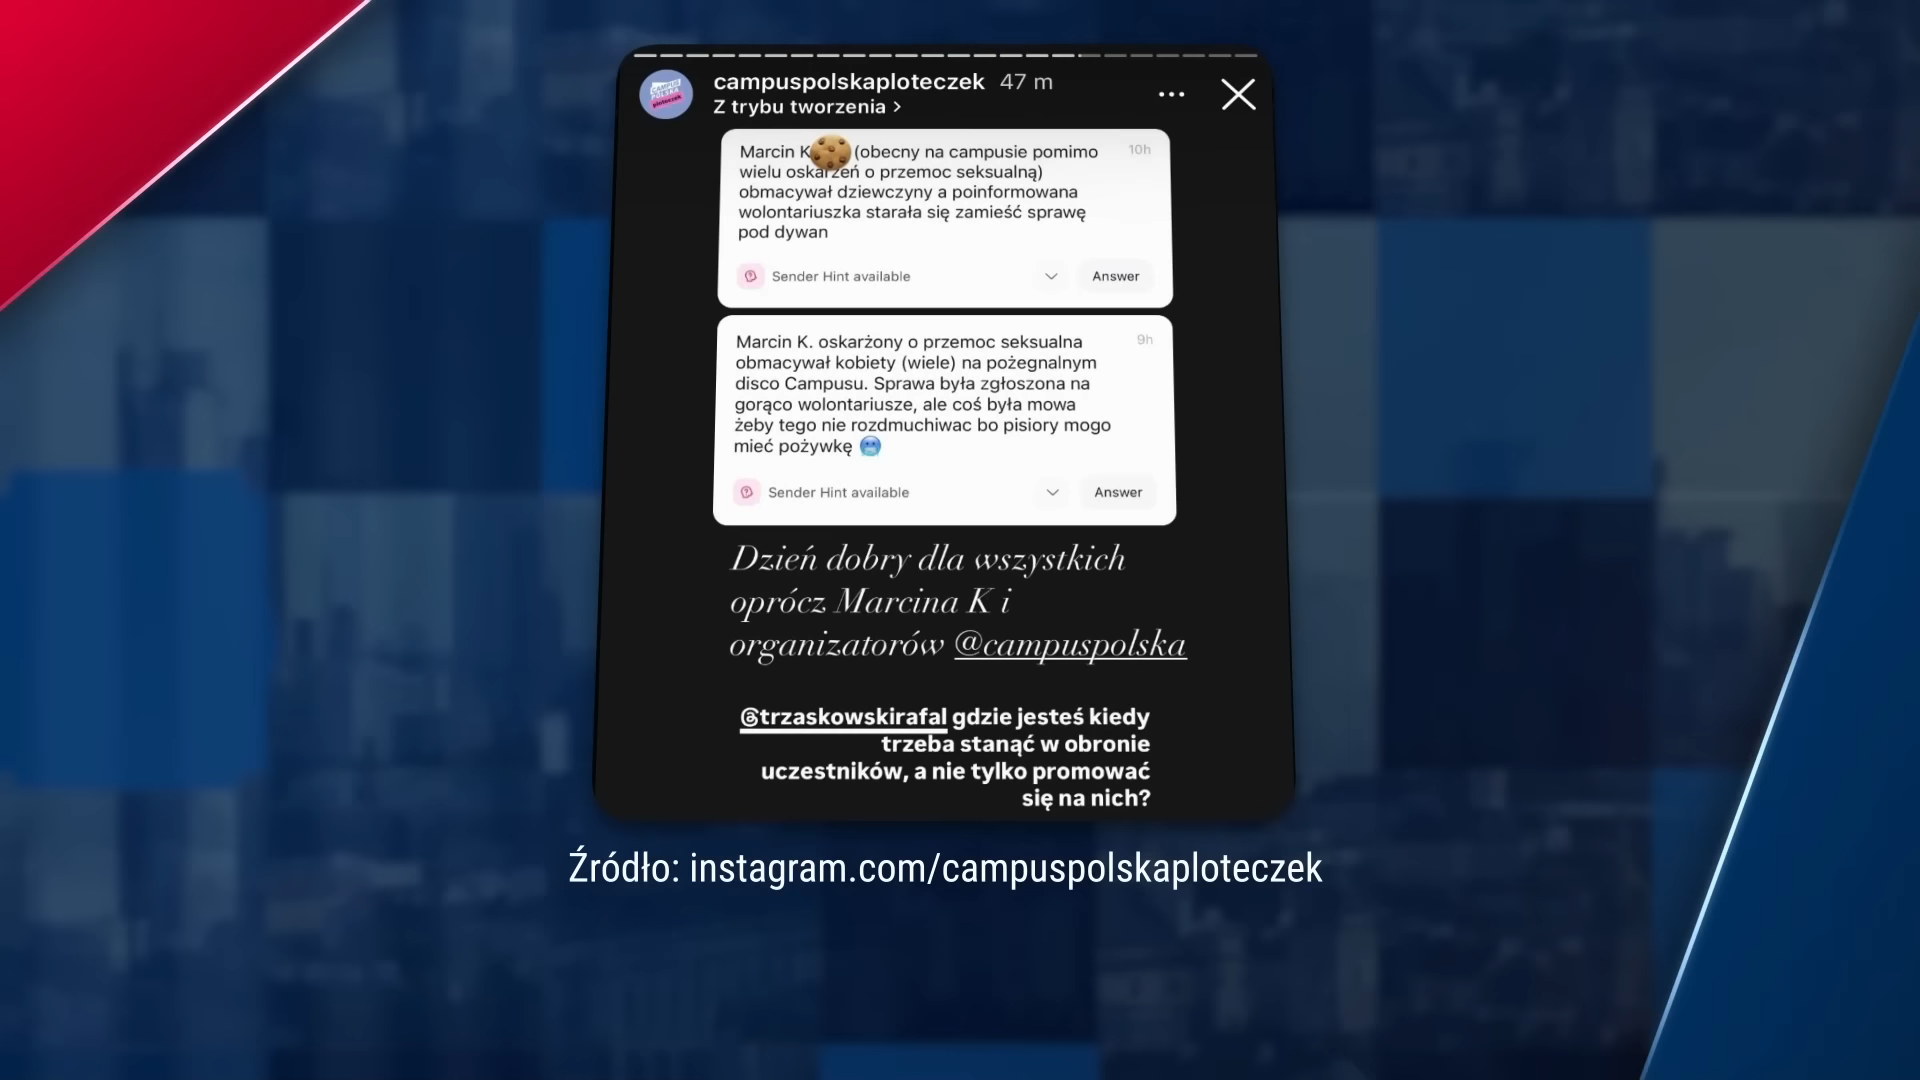 campuspolskaploteczek 47 m
Z trybu tworzenia >
Marcin K (obecny na campusie pomimo 10h
wielu oskarżeń o przemoc seksualną)
obmacywał dziewczyny a poinformowana
wolontariuszka starała się zamieść sprawę
pod dywan
Sender Hint available Answer
Marcin K. oskarżony o przemoc seksualna 9h
obmacywał kobiety (wiele) na pożegnalnym
disco Campusu. Sprawa była zgłoszona na
gorąco wolontariusze, ale coś była mowa
żeby tego nie rozdmuchiwac bo pisiory mogo
mieć pożywkę
Sender Hint available Answer
Dzień dobry dla wszystkich
oprócz Marcina K i
organizatorów @campuspolska
@trzaskowskirafal gdzie jesteś kiedy
trzeba stanąć w obronie
uczestników, a nie tylko promować
się na nich?
Źródło: instagram.com/campuspolskaploteczek